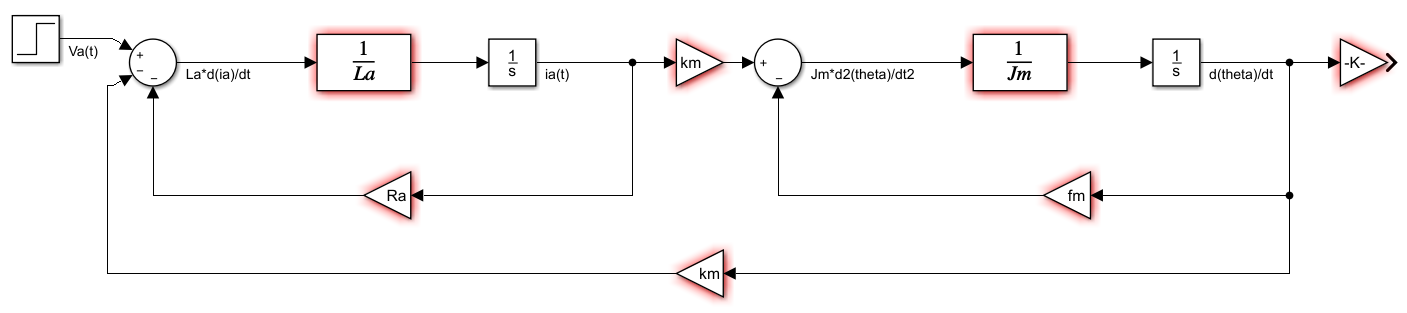 Va(t)
+
−
−
La*d(ia)/dt
1
La
1
s
ia(t)
km
+
−
Jm*d2(theta)/dt2
1
Jm
1
s
d(theta)/dt
-K-
Ra
fm
km